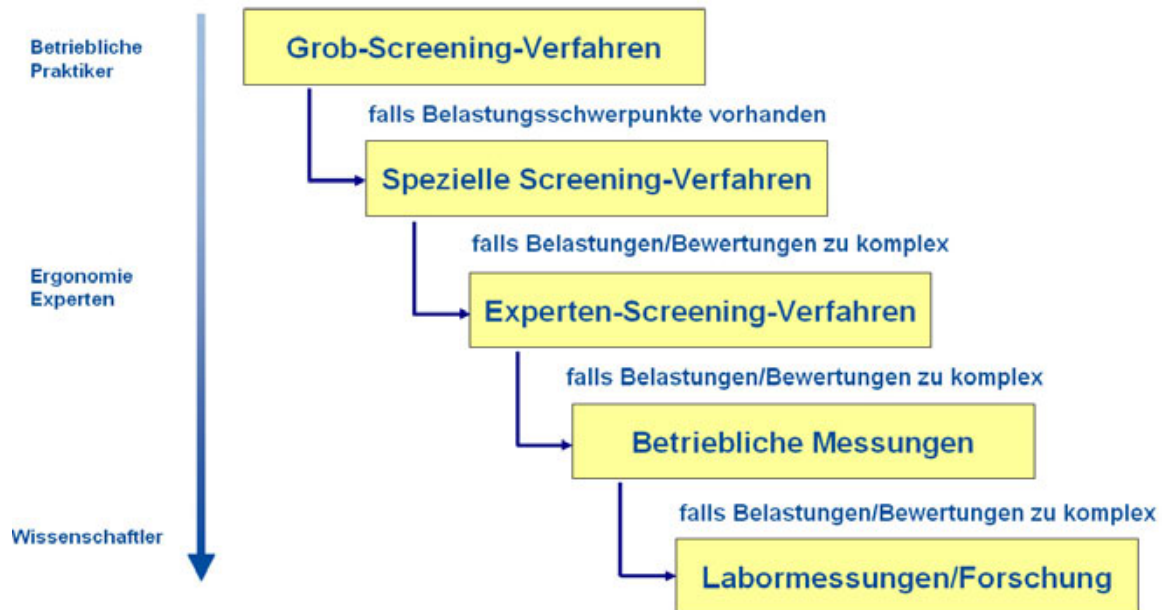 Betriebliche
Praktiker
Grob-Screening-Verfahren
falls Belastungsschwerpunkte vorhanden
Spezielle Screening-Verfahren
falls Belastungen/Bewertungen zu komplex
Ergonomie
Experten
Experten-Screening-Verfahren
falls Belastungen/Bewertungen zu komplex
Betriebliche Messungen
falls Belastungen/Bewertungen zu komplex
Wissenschaftler
Labormessungen/Forschung